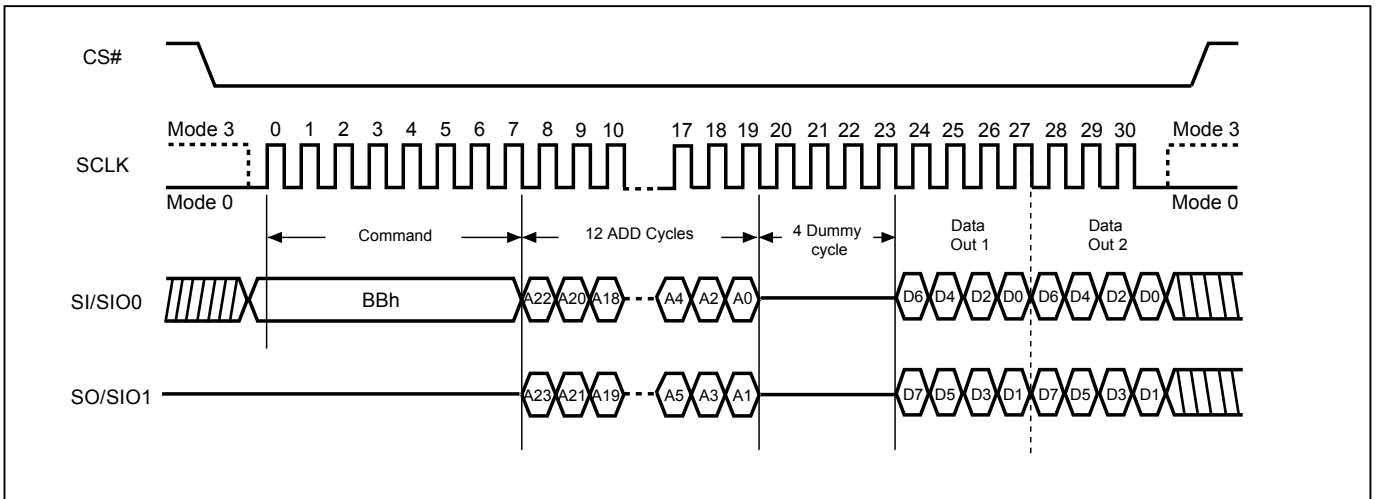 CS#
Mode 3 0 1 2 3 4 5 6 7 8 9 10 17 18 19 20 21 22 23 24 25 26 27 28 29 30 Mode 3
SCLK
Mode 0 Mode 0
Command 12 ADD Cycles 4 Dummy cycle Data Out 1 Data Out 2
SI/SIO0 BBh A22 A20 A18 A4 A2 A0 D6 D4 D2 D0 D6 D4 D2 D0
SO/SIO1 A23 A21 A19 A5 A3 A1 D7 D5 D3 D1 D7 D5 D3 D1